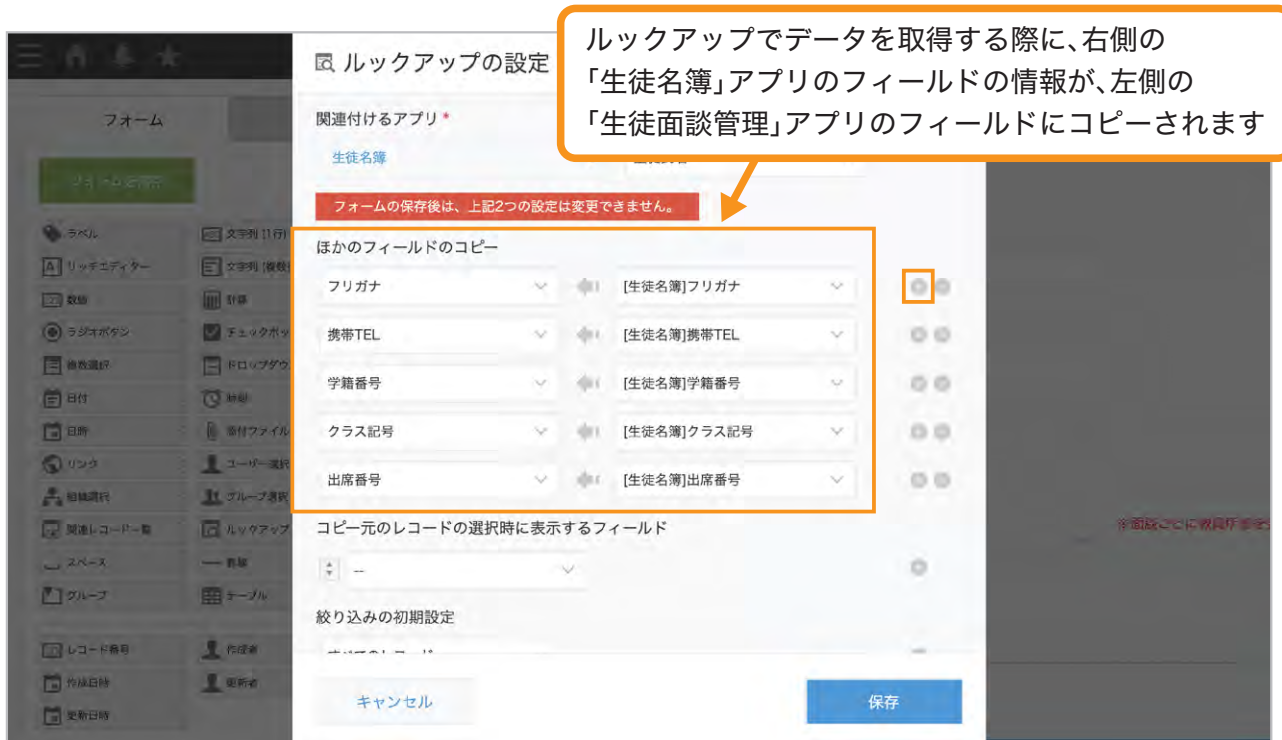 ルックアップでデータを取得する際に、右側の
「生徒名簿」アプリのフィールドの情報が、左側の
「生徒面談管理」アプリのフィールドにコピーされます
ルックアップの設定
フォーム
関連付けるアプリ*
生徒名簿
フォームの保存後は、上記2つの設定は変更できません。
ほかのフィールドのコピー
フリガナ [生徒名簿]フリガナ
携帯TEL [生徒名簿]携帯TEL
学籍番号 [生徒名簿]学籍番号
クラス記号 [生徒名簿]クラス記号
出席番号 [生徒名簿]出席番号
コピー元のレコードの選択時に表示するフィールド
--
絞り込みの初期設定
キャンセル 保存
ラベル 文字列 (1行)
リッチエディター 文字列 (複数
数値 計算
ラジオボタン チェックボッ
複数選択 ドロップダウ
日付 時刻
日時 添付ファイル
リンク ユーザー選択
組織選択 グループ選択
関連レコード一覧 ルックアップ
スペース 罫線
グループ テーブル
レコード番号 作成者
作成日時 更新者
更新日時